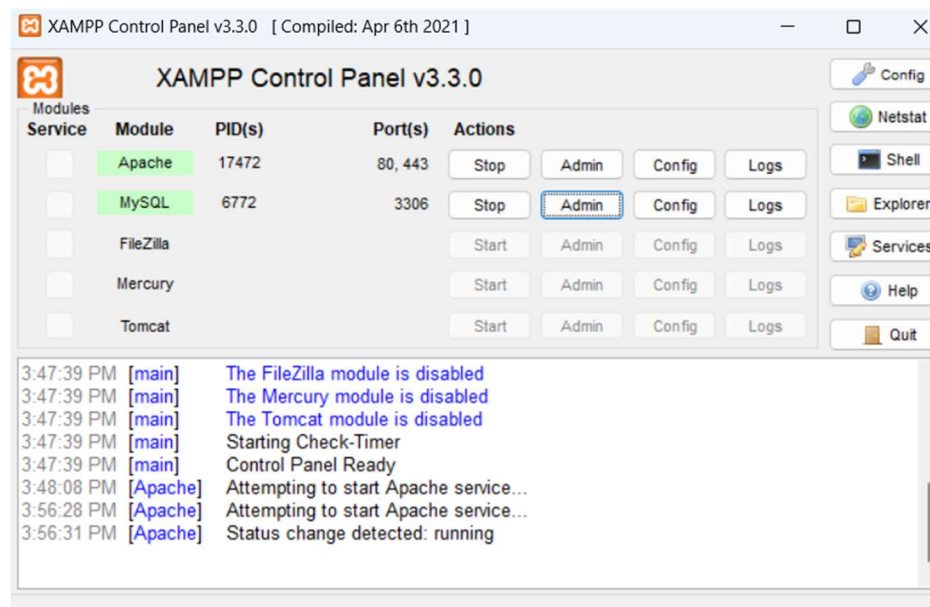 XAMPP Control Panel v3.3.0 [ Compiled: Apr 6th 2021 ]
XAMPP Control Panel v3.3.0
Config
Modules
Service Module PID(s) Port(s) Actions
Netstat
Apache 17472 80, 443 Stop Admin Config Logs
Shell
MySQL 6772 3306 Stop Admin Config Logs
Explorer
FileZilla Start Admin Config Logs
Services
Mercury Start Admin Config Logs
Help
Tomcat Start Admin Config Logs
Quit
3:47:39 PM [main] The FileZilla module is disabled
3:47:39 PM [main] The Mercury module is disabled
3:47:39 PM [main] The Tomcat module is disabled
3:47:39 PM [main] Starting Check-Timer
3:47:39 PM [main] Control Panel Ready
3:48:08 PM [Apache] Attempting to start Apache service...
3:56:28 PM [Apache] Attempting to start Apache service...
3:56:31 PM [Apache] Status change detected: running